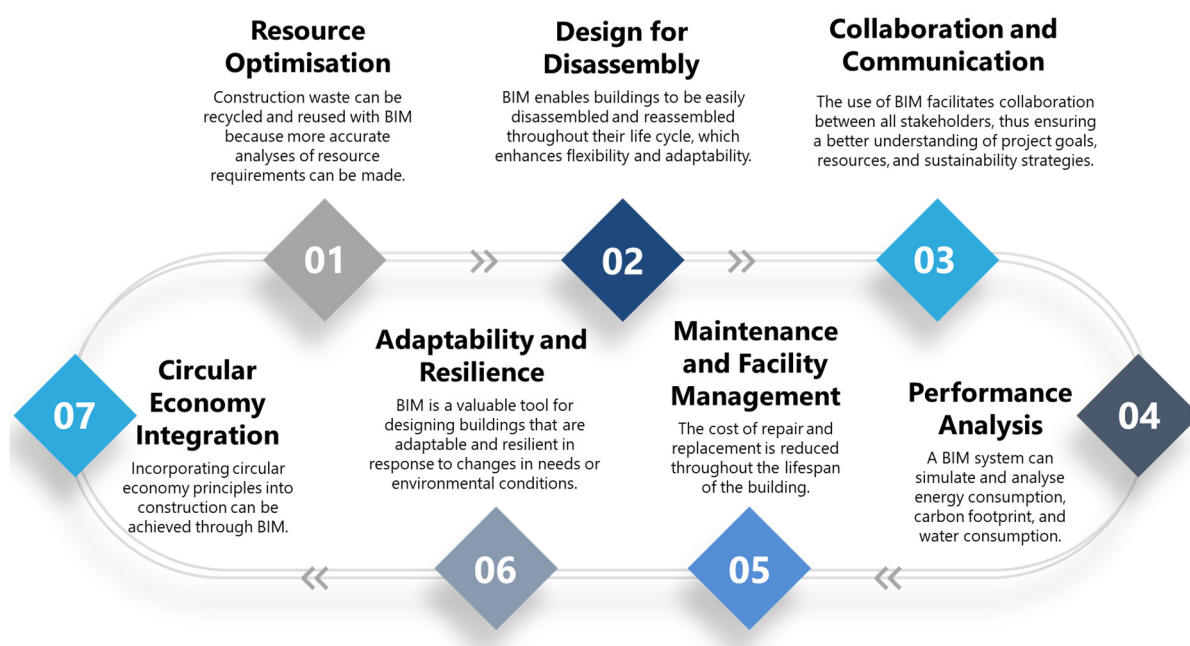 Resource
Optimisation
Construction waste can be
recycled and reused with BIM
because more accurate
analyses of resource
requirements can be made.
01
Design for
Disassembly
BIM enables buildings to be easily
disassembled and reassembled
throughout their life cycle, which
enhances flexibility and adaptability.
02
Collaboration and
Communication
The use of BIM facilitates collaboration
between all stakeholders, thus ensuring
a better understanding of project goals,
resources, and sustainability strategies.
03
04
Performance
Analysis
A BIM system can
simulate and analyse
energy consumption,
carbon footprint, and
water consumption.
Maintenance
and Facility
Management
The cost of repair and
replacement is reduced
throughout the lifespan
of the building.
05
Adaptability and
Resilience
BIM is a valuable tool for
designing buildings that are
adaptable and resilient in
response to changes in needs or
environmental conditions.
06
07
Circular
Economy
Integration
Incorporating circular
economy principles into
construction can be
achieved through BIM.